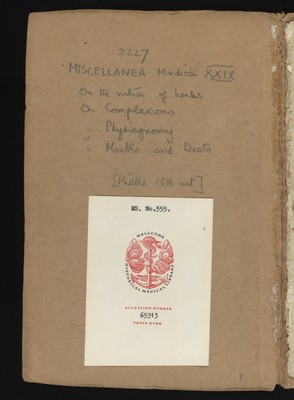 2227
MISCELLANEA Medica XXIX
On the virtues of herbs.
On Complexions
" Physiognomy
" Months and Diets
[Middle 15th cent]
MS. No.555.
WELLCOME
HISTORICAL MEDICAL LIBRARY
ACCESSION NUMBER
65313
PRESS MARK